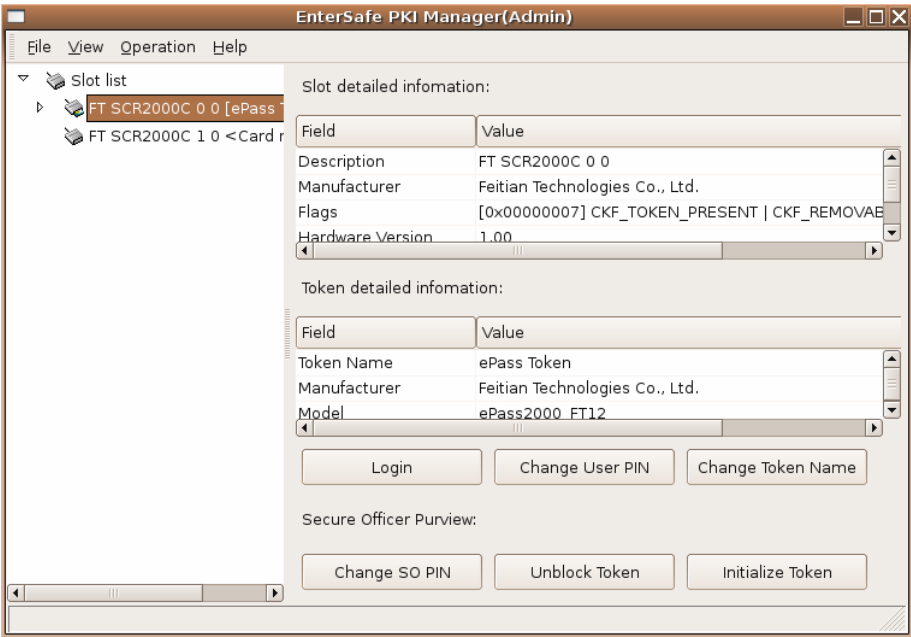 EnterSafe PKI Manager(Admin)
File View Operation Help
Slot list
FT SCR2000C 0 0 [ePass
FT SCR2000C 1 0 <Card
Slot detailed infomation:
Field Value
Description FT SCR2000C 0 0
Manufacturer Feitian Technologies Co., Ltd.
Flags [0x00000007] CKF_TOKEN_PRESENT | CKF_REMOVAB
Hardware Version 1.00
Token detailed infomation:
Field Value
Token Name ePass Token
Manufacturer Feitian Technologies Co., Ltd.
Model ePass2000_FT12
Login Change User PIN Change Token Name
Secure Officer Purview:
Change SO PIN Unblock Token Initialize Token